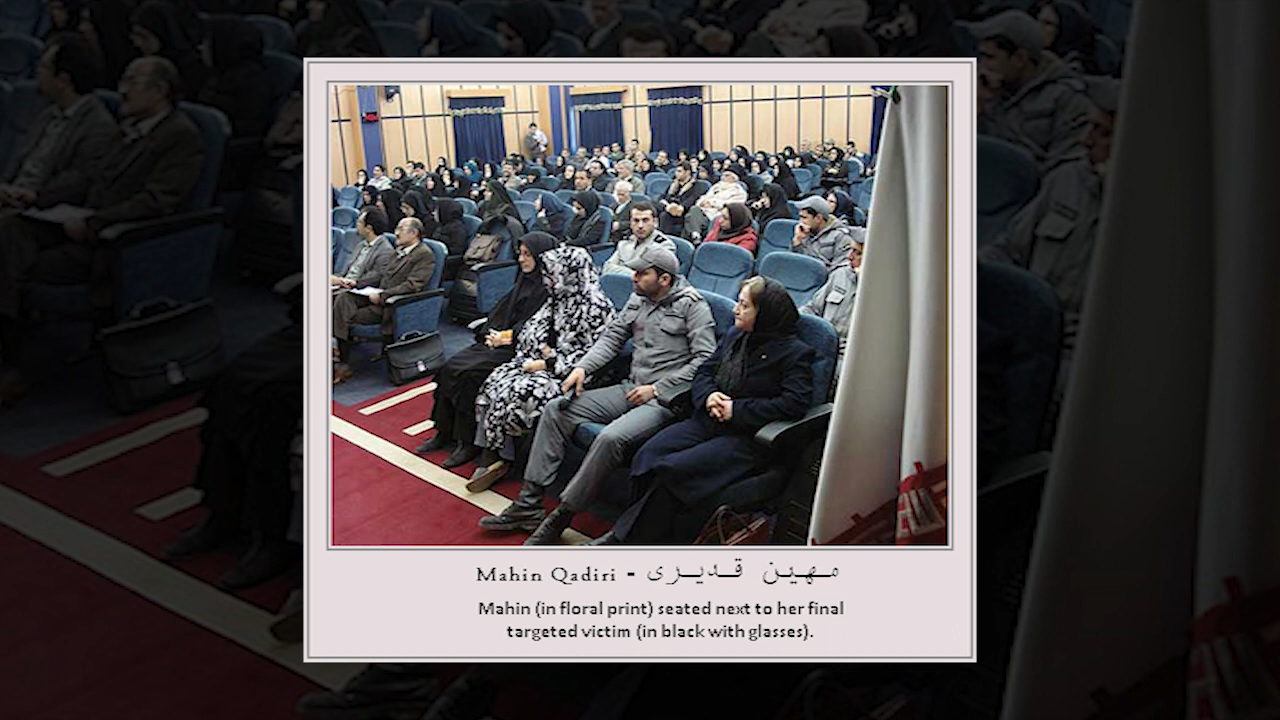 Mahin Qadiri - مهین قدیری
Mahin (in floral print) seated next to her final
targeted victim (in black with glasses).